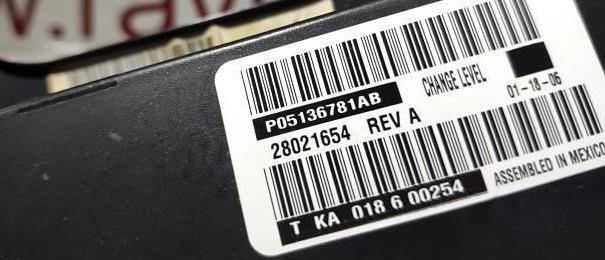 P05136781AB
CHANGE LEVEL
28021654 REV A
01-18-06
T KA 018 6 00254
ASSEMBLED IN MEXICO